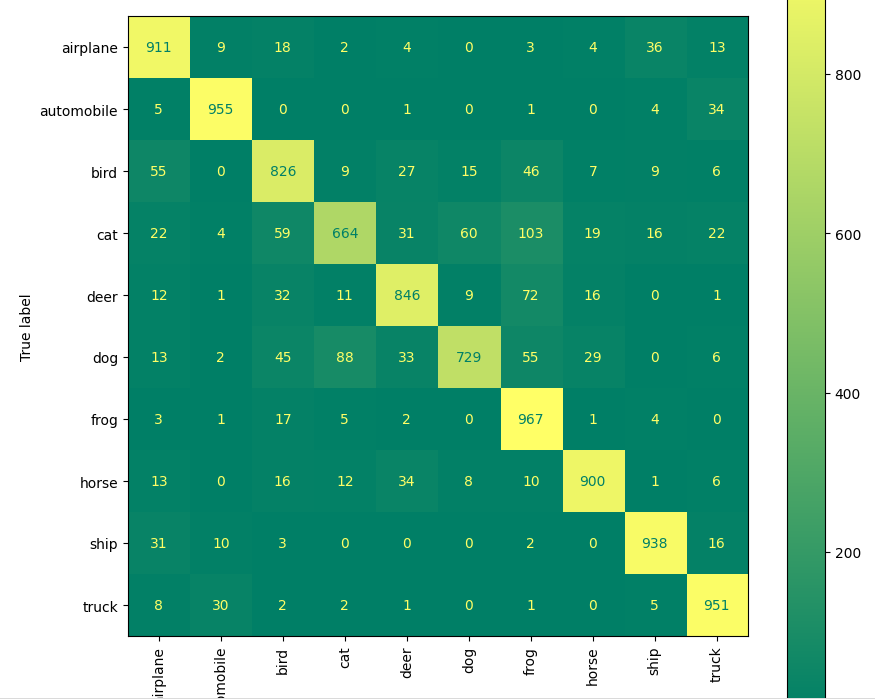 airplane 911 9 18 2 4 0 3 4 36 13
automobile 5 955 0 0 1 0 1 0 4 34
bird 55 0 826 9 27 15 46 7 9 6
cat 22 4 59 664 31 60 103 19 16 22
deer 12 1 32 11 846 9 72 16 0 1
dog 13 2 45 88 33 729 55 29 0 6
frog 3 1 17 5 2 0 967 1 4 0
horse 13 0 16 12 34 8 10 900 1 6
ship 31 10 3 0 0 0 2 0 938 16
truck 8 30 2 2 1 0 1 0 5 951
True label
irplane omobile bird cat deer dog frog horse ship truck
800
600
400
200